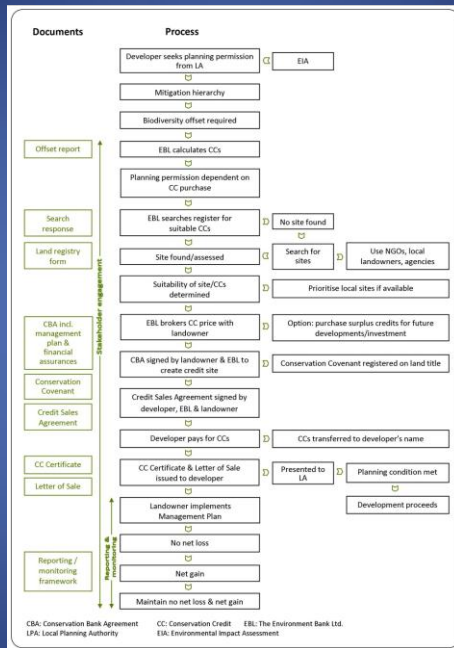 Documents
Process
Developer seeks planning permission
from LA
EIA
Mitigation hierarchy
Biodiversity offset required
Offset report
EBL calculates CCs
Planning permission dependent on
CC purchase
Search
response
EBL searches register for
suitable CCs
No site found
Land registry
form
Site found/assessed
Search for
sites
Use NGOs, local
landowners, agencies
Suitability of site/CCs
determined
Prioritise local sites if available
Stakeholder engagement
CBA incl.
management
plan &
financial
assurances
EBL brokers CC price with
landowner
Option: purchase surplus credits for future
developments/investment
CBA signed by landowner & EBL to
create credit site
Conservation Covenant registered on land title
Conservation
Covenant
Credit Sales
Agreement
Credit Sales Agreement signed by
developer, EBL & landowner
Developer pays for CCs
CCs transferred to developer's name
CC Certificate
CC Certificate & Letter of Sale
issued to developer
Presented to
LA
Planning condition
met
Letter of Sale
Landowner implements
Management Plan
Development proceeds
Reporting &
monitoring
No net loss
Reporting /
monitoring
framework
Net gain
Maintain no net loss & net gain
CBA: Conservation Bank Agreement CC: Conservation Credit EBL: The Environment Bank Ltd.
LPA: Local Planning Authority EIA: Environmental Impact Assessment